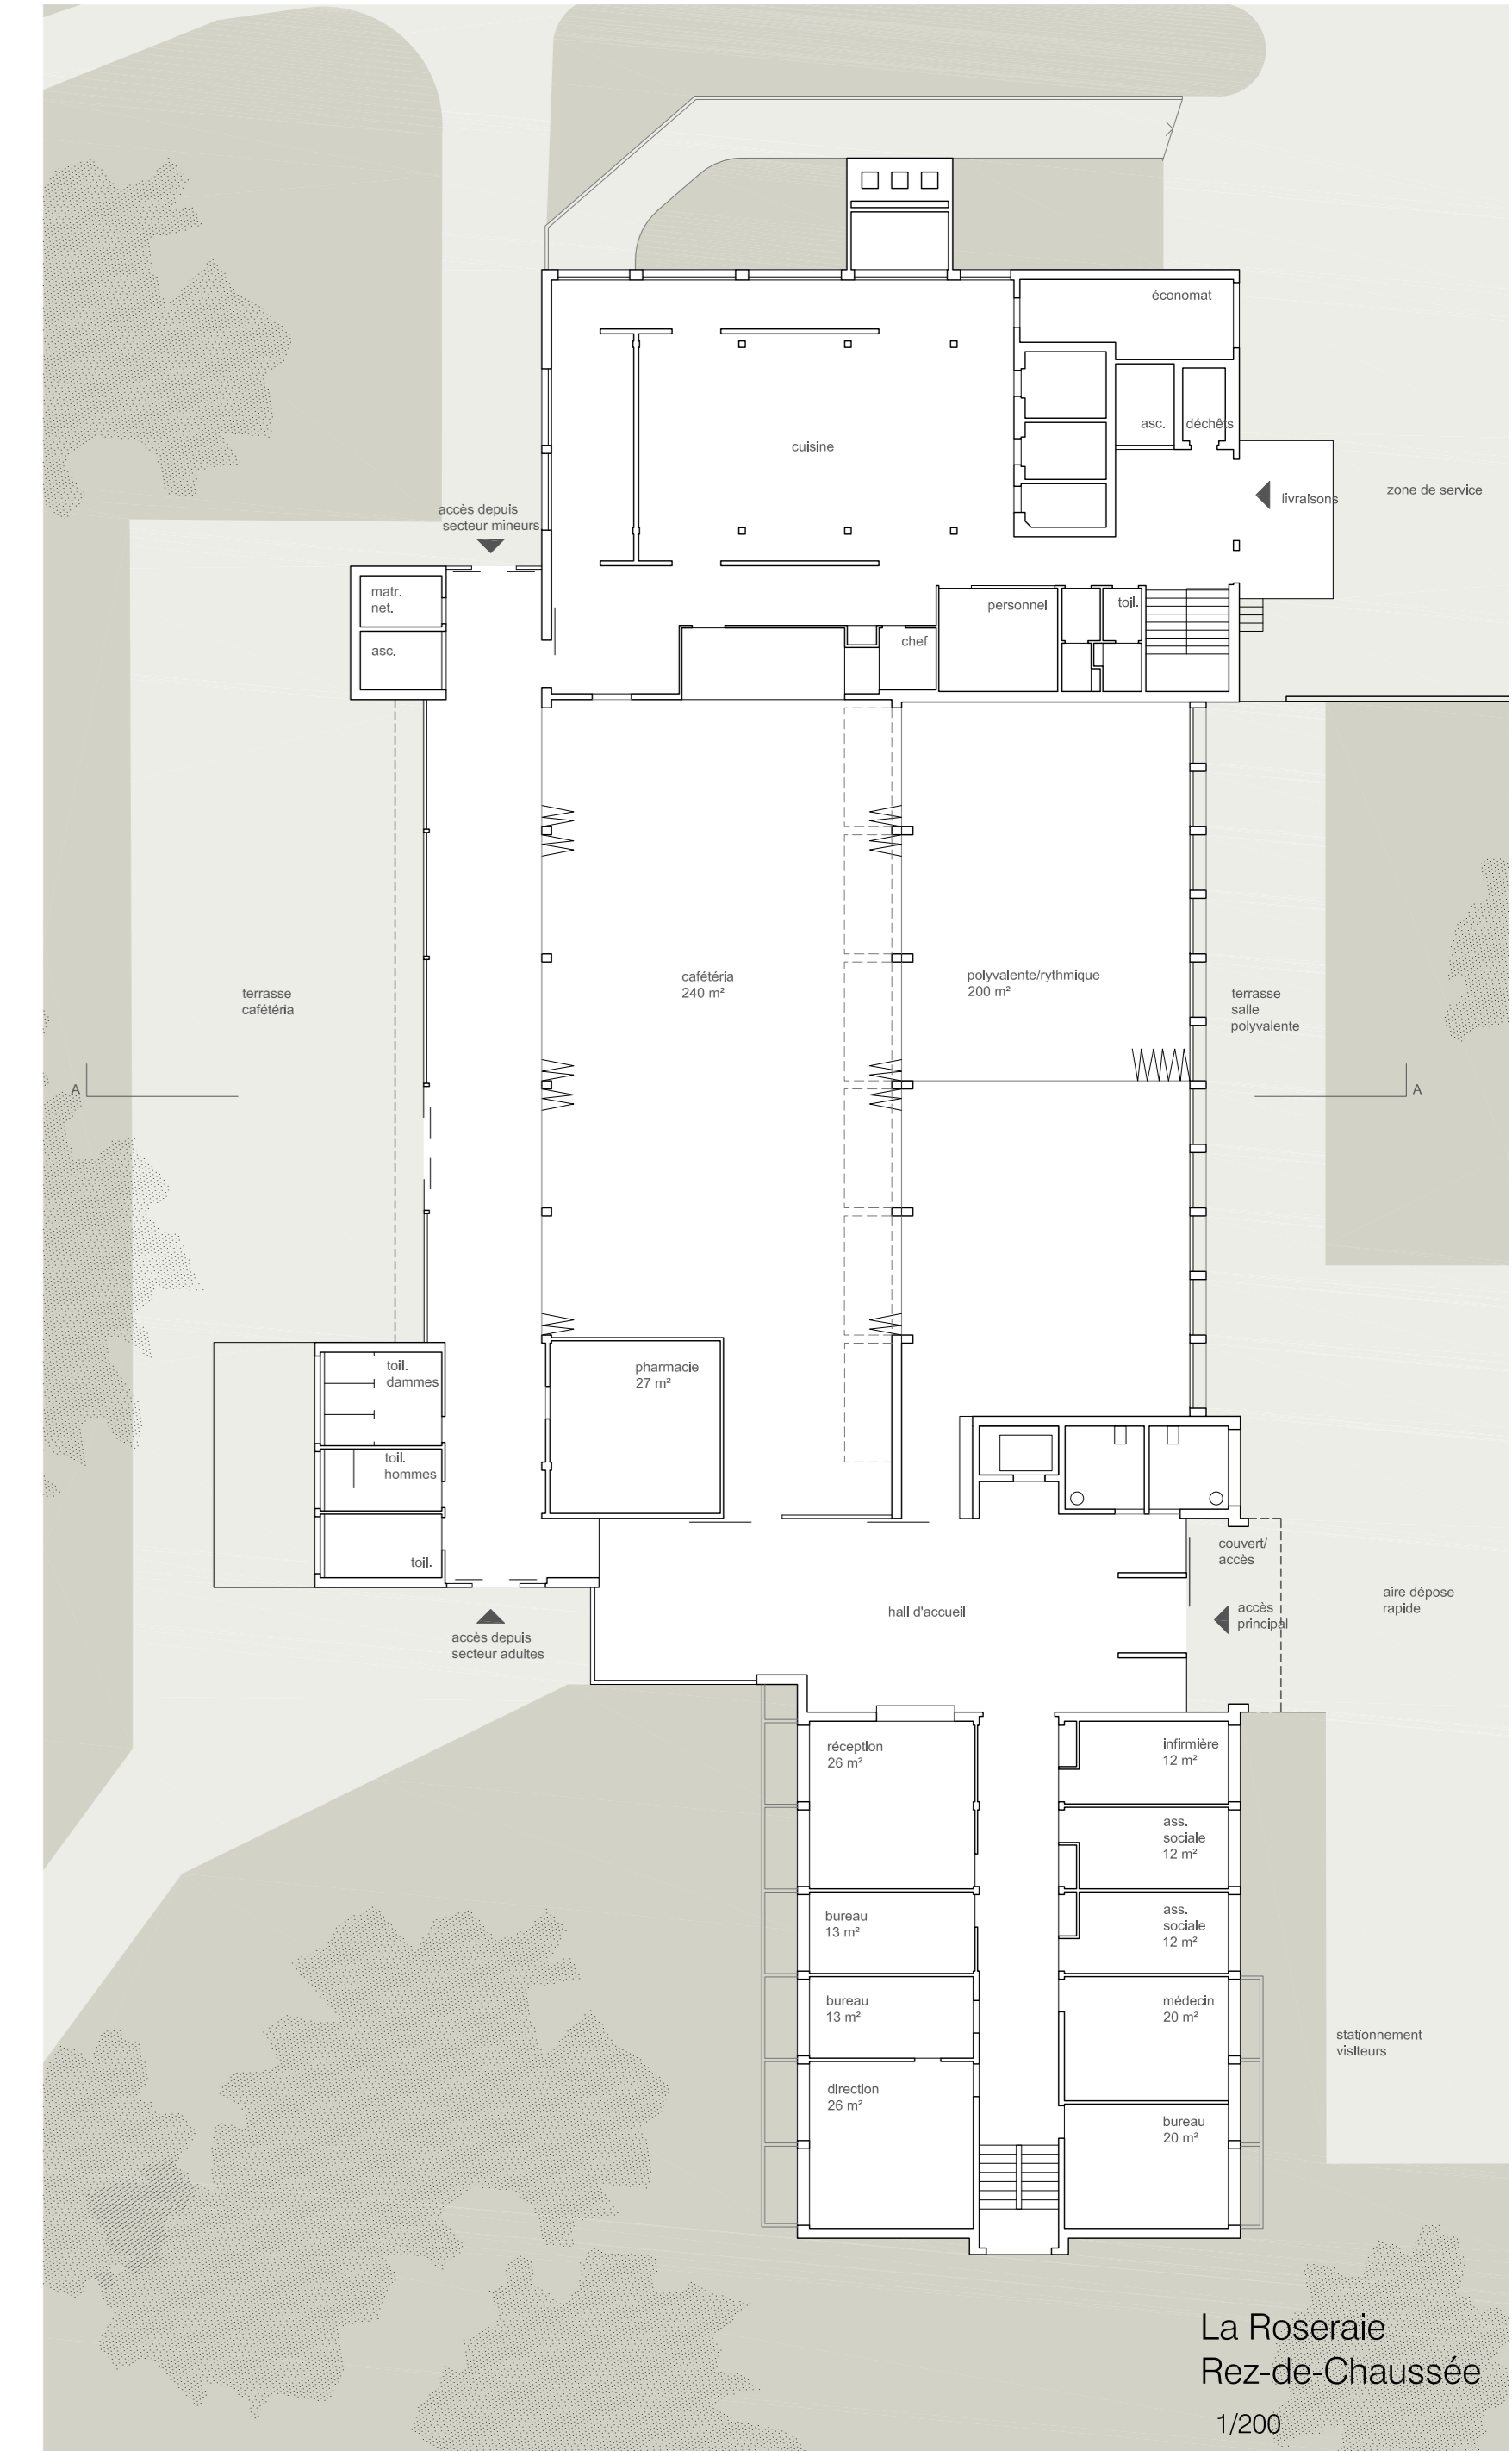 économat
cuisine
asc.
déchêts
livraisons
zone de service
accès depuis
secteur mineurs
matr.
net.
asc.
personnel
toil.
chef
cafétéria
240 m²
polyvalente/rythmique
200 m²
terrasse
cafétéria
terrasse
salle
polyvalente
A
A
toil.
dammes
pharmacie
27 m²
toil.
hommes
toil.
couvert/
accès
hall d'accueil
accès
principal
aire dépose
rapide
accès depuis
secteur adultes
réception
26 m²
infirmière
12 m²
ass.
sociale
12 m²
bureau
13 m²
ass.
sociale
12 m²
bureau
13 m²
médecin
20 m²
stationnement
visiteurs
direction
26 m²
bureau
20 m²
La Roseraie
Rez-de-Chaussée
1/200